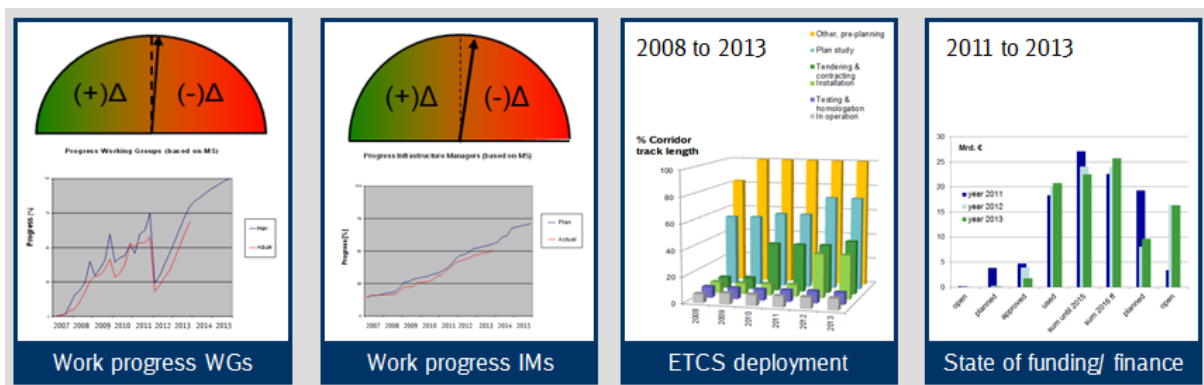 (+)Δ (-)Δ
Progress Working Groups (based on MS)
Progress [%]
Plan
Actual
2007 2008 2009 2010 2011 2012 2013 2014 2015
Work progress WGs
(+)Δ (-)Δ
Progress Infrastructure Managers (based on MS)
Progress[%]
Plan
Actual
2007 2008 2009 2010 2011 2012 2013 2014 2015
Work progress IMs
2008 to 2013
Other, pre-planning
Plan study
Tendering &
contracting
Installation
Testing &
homologation
In operation
% Corridor
track length
100
80
60
40
20
0
2008 2009 2010 2011 2012 2013
ETCS deployment
2011 to 2013
Mrd. €
year 2011
year 2012
year 2013
30
25
20
15
10
5
0
open planned approved used sum until 2015 sum 2016 ff planned open
State of funding/ finance